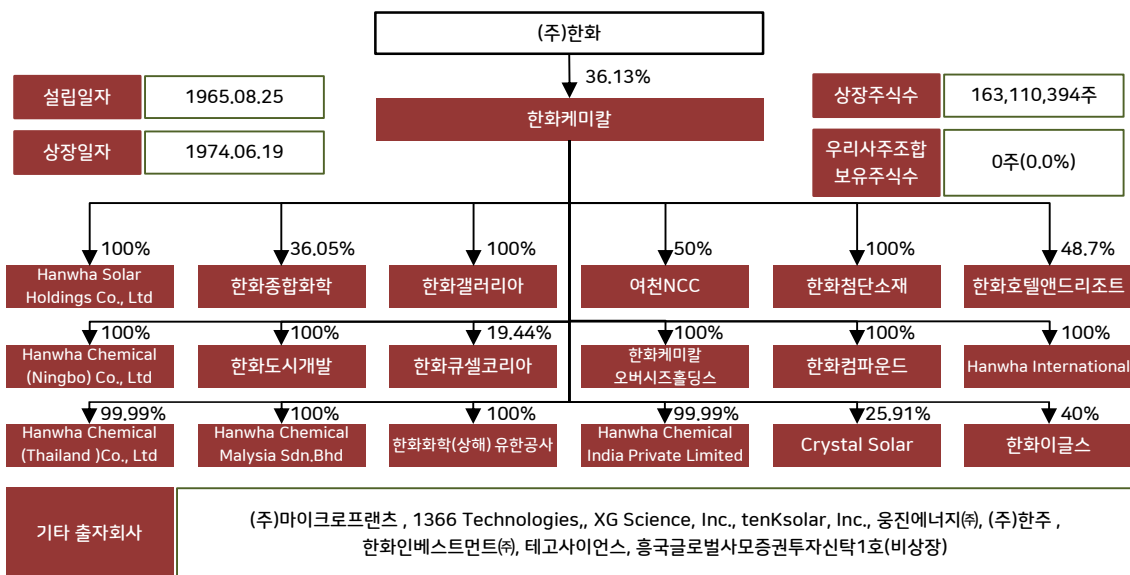 (주)한화
36.13%
설립일자
1965.08.25
상장주식수
163,110,394주
한화케미칼
상장일자
1974.06.19
우리사주조합
보유주식수
0주(0.0%)
100%
36.05%
100%
50%
100%
48.7%
Hanwha Solar
Holdings Co., Ltd
한화종합화학
한화갤러리아
여천NCC
한화첨단소재
한화호텔앤드리조트
100%
100%
19.44%
100%
100%
100%
Hanwha Chemical
(Ningbo) Co., Ltd
한화도시개발
한화큐셀코리아
한화케미칼
오버시즈홀딩스
한화컴파운드
Hanwha International
99.99%
100%
100%
99.99%
25.91%
40%
Hanwha Chemical
(Thailand )Co., Ltd
Hanwha Chemical
Malysia Sdn.Bhd
한화화학(상해) 유한공사
Hanwha Chemical
India Private Limited
Crystal Solar
한화이글스
기타 출자회사
(주)마이크로프랜츠 , 1366 Technologies,, XG Science, Inc., tenKsolar, Inc., 웅진에너지㈜, (주)한주 ,
한화인베스트먼트㈜, 테고사이언스, 흥국글로벌사모증권투자신탁1호(비상장)